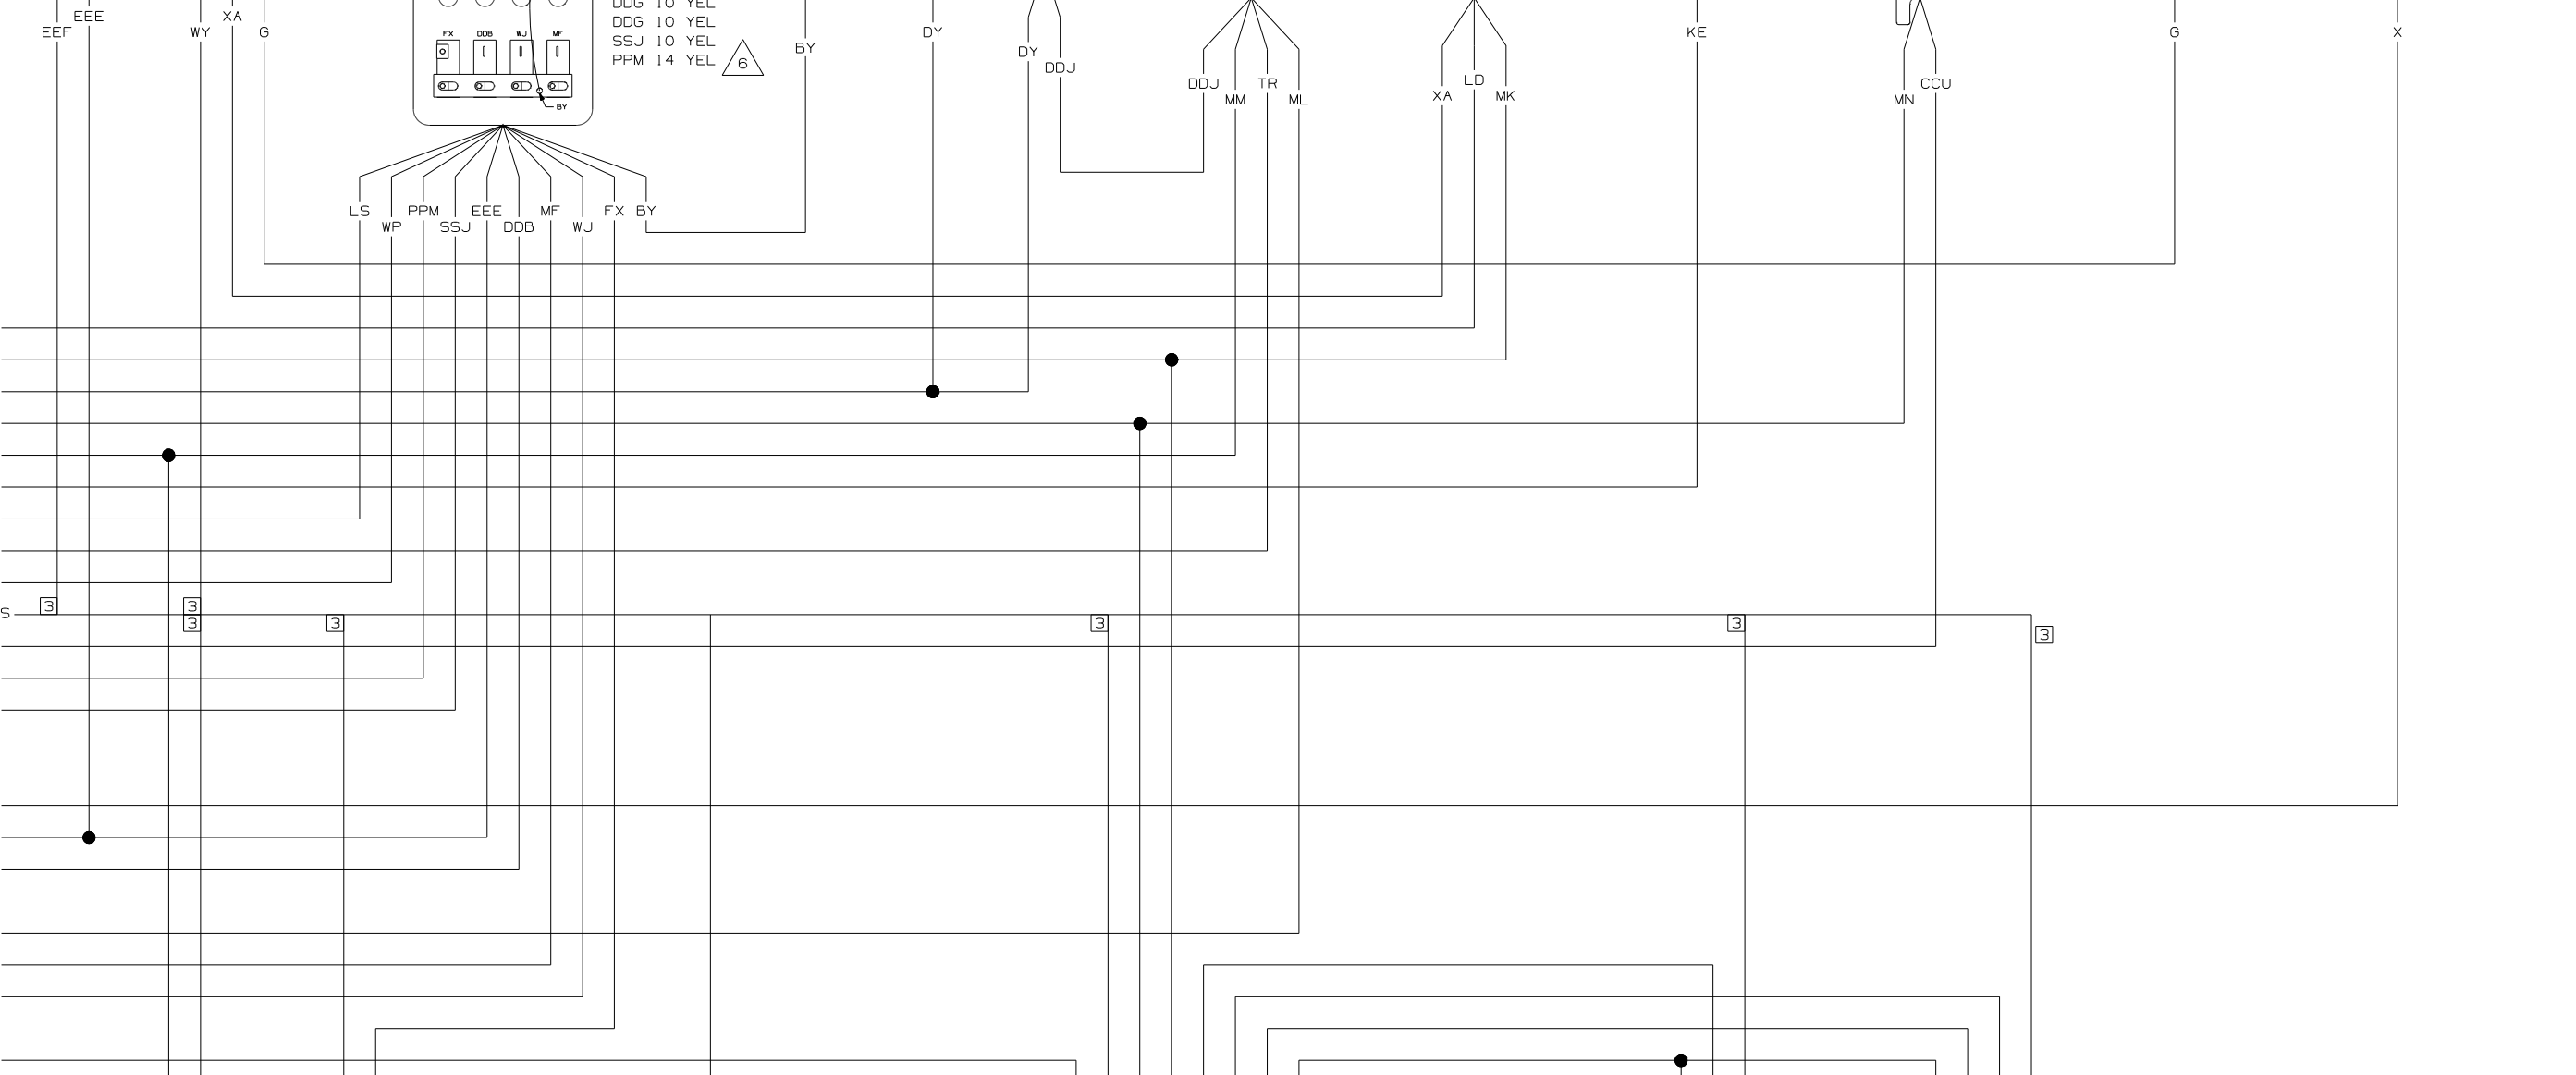 DDG 10 YEL
EEE
XA
DDG 10 YEL
EEF
WY
G
FX DDB WJ MF
SSJ 10 YEL
DY
KE
G
X
BY
DY
PPM 14 YEL
6
DDJ
LD
DDJ
TR
CCU
XA
MK
MM
ML
MN
BY
LS
PPM
EEE
MF
FX
BY
WP
SSJ
DDB
WJ
3
3
S
3
3
3
3
3